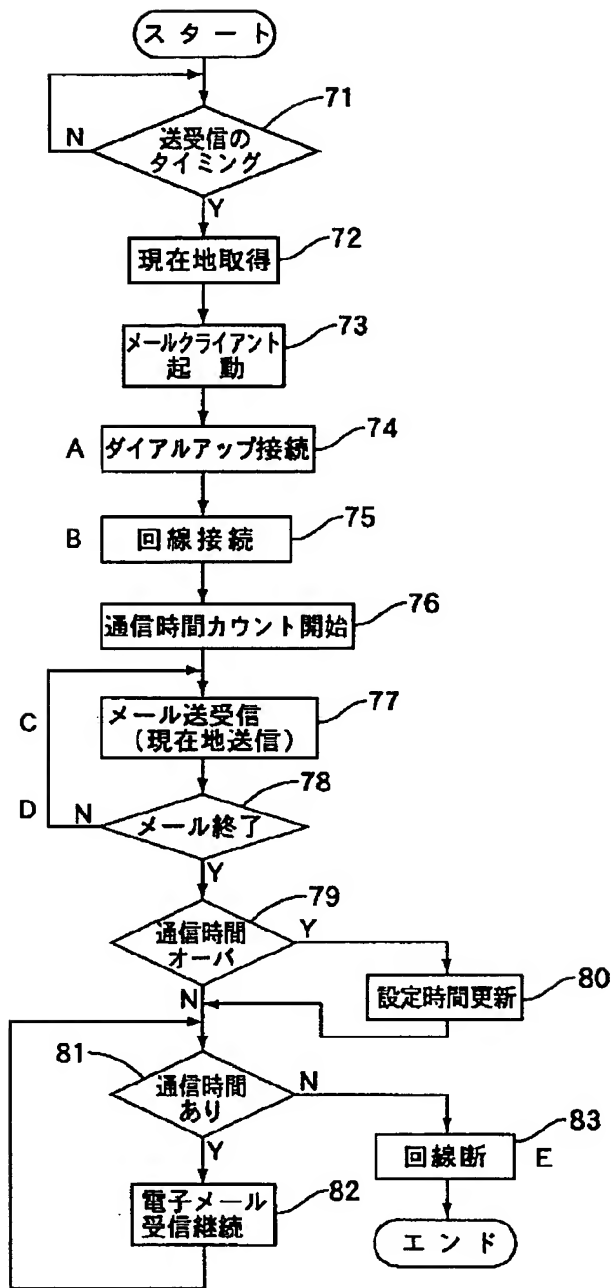 スタート
71
送受信の
タイミング
N
Y
72
現在地取得
73
メールクライアント
起動
74
A ダイアルアップ接続
75
B 回線接続
76
通信時間カウント開始
77
C メール送受信
(現在地送信)
78
D N メール終了
Y
79
通信時間
オーバ
Y
N
80
設定時間更新
81
通信時間
あり
N
Y
83
回線断 E
82
電子メール
受信継続
エンド